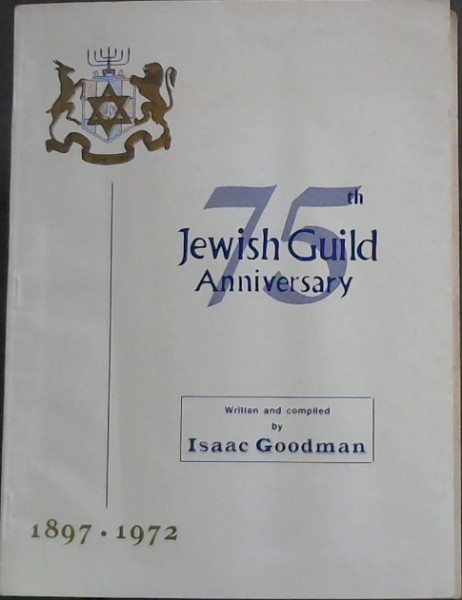 75th
Jewish Guild
Anniversary
Written and compiled
by
Isaac Goodman
1897 · 1972